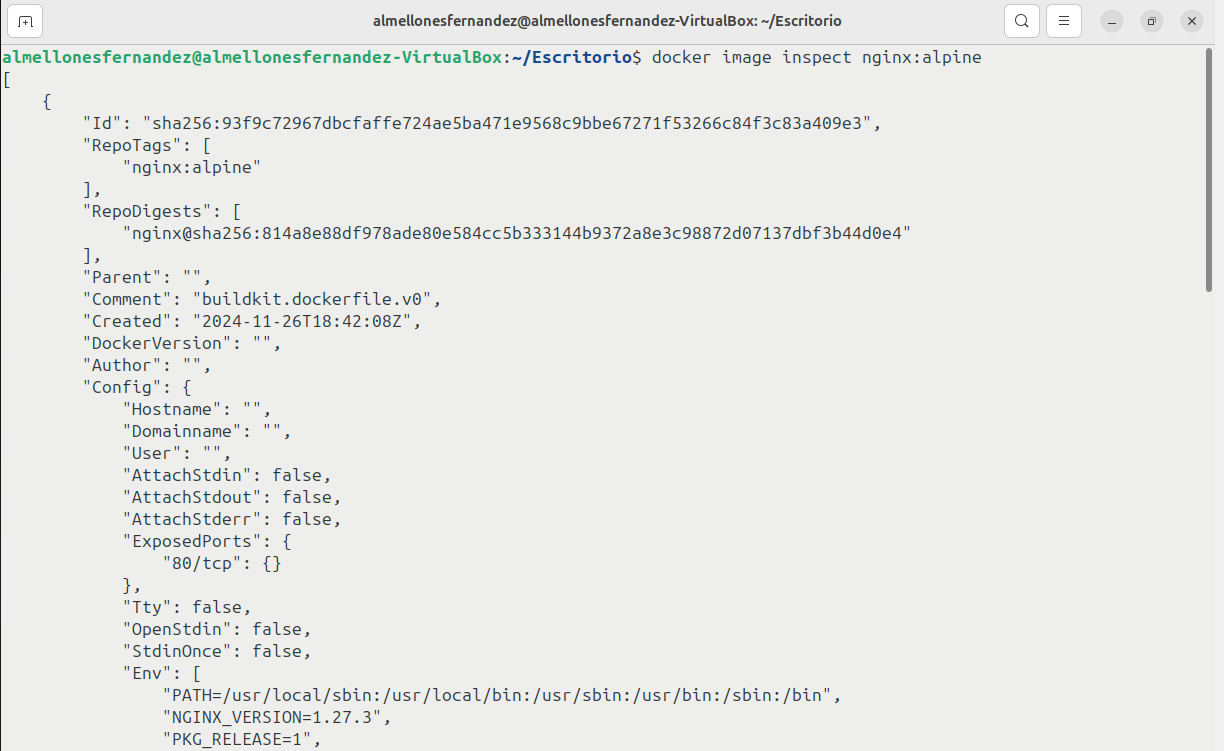 almellonesfernandez@almellonesfernandez-VirtualBox: ~/Escritorio
almellonesfernandez@almellonesfernandez-VirtualBox:~/Escritorio$ docker image inspect nginx:alpine
[
    {
        "Id": "sha256:93f9c72967dbcfaffe724ae5ba471e9568c9bbe67271f53266c84f3c83a409e3",
        "RepoTags": [
            "nginx:alpine"
        ],
        "RepoDigests": [
            "nginx@sha256:814a8e88df978ade80e584cc5b333144b9372a8e3c98872d07137dbf3b44d0e4"
        ],
        "Parent": "",
        "Comment": "buildkit.dockerfile.v0",
        "Created": "2024-11-26T18:42:08Z",
        "DockerVersion": "",
        "Author": "",
        "Config": {
            "Hostname": "",
            "Domainname": "",
            "User": "",
            "AttachStdin": false,
            "AttachStdout": false,
            "AttachStderr": false,
            "ExposedPorts": {
                "80/tcp": {}
            },
            "Tty": false,
            "OpenStdin": false,
            "StdinOnce": false,
            "Env": [
                "PATH=/usr/local/sbin:/usr/local/bin:/usr/sbin:/usr/bin:/sbin:/bin",
                "NGINX_VERSION=1.27.3",
                "PKG_RELEASE=1",